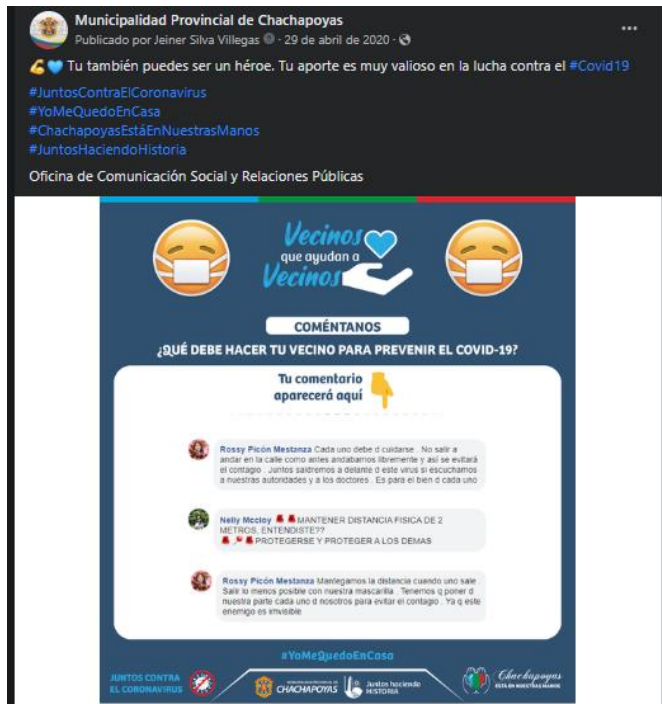 Municipalidad Provincial de Chachapoyas
Publicado por Jeiner Silva Villegas · 29 de abril de 2020 ·
💪💙 Tu también puedes ser un héroe. Tu aporte es muy valioso en la lucha contra el #Covid19
#JuntosContraElCoronavirus
#YoMeQuedoEnCasa
#ChachapoyasEstáEnNuestrasManos
#JuntosHaciendoHistoria
Oficina de Comunicación Social y Relaciones Públicas
Vecinos
que ayudan a
Vecinos
COMÉNTANOS
¿QUÉ DEBE HACER TU VECINO PARA PREVENIR EL COVID-19?
Tu comentario
aparecerá aquí
Rossy Picón Mestanza Cada uno debe d cuidarse . No salir a
andar en la calle como antes andabamos libremente y así se evitará
el contagio . Juntos saldremos a delante d este virus si escuchamos
a nuestras autoridades y a los doctores . Es para el bien d cada uno
Nelly Mccloy MANTENER DISTANCIA FISICA DE 2
METROS, ENTENDISTE??
PROTEGERSE Y PROTEGER A LOS DEMAS
Rossy Picón Mestanza Mantegamos la distancia cuando uno sale .
Salir lo menos posible con nuestra mascarilla . Tenemos q poner d
nuestra parte cada uno d nosotros para evitar el contagio . Ya q este
enemigo es imvisible
#YoMeQuedoEnCasa
JUNTOS CONTRA
EL CORONAVIRUS
CHACHAPOYAS
Juntos haciendo
HISTORIA
Chachapoyas
ESTÁ EN NUESTRAS MANOS